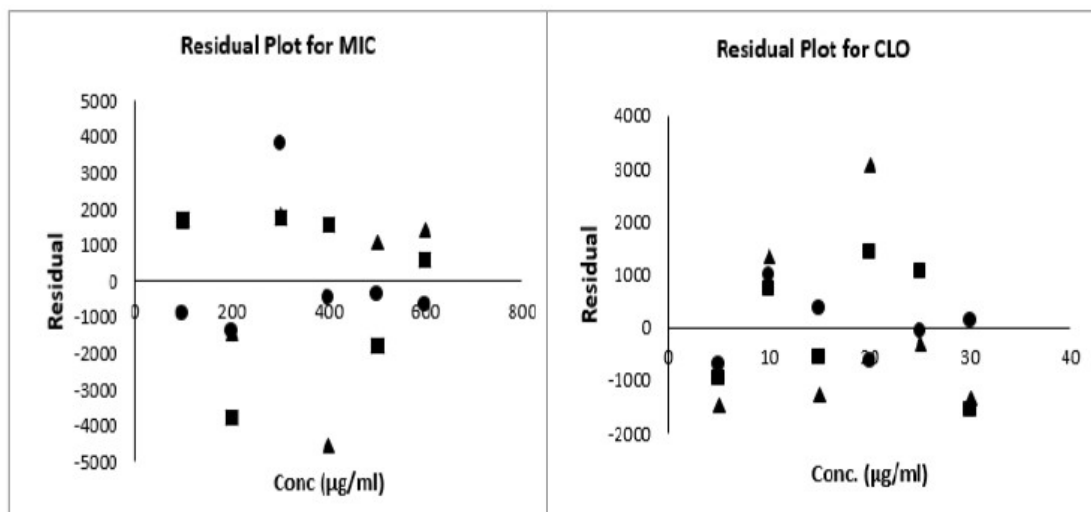 Residual Plot for MIC
5000
4000
3000
2000
1000
0
-1000
-2000
-3000
-4000
-5000
0 200 400 600 800
Residual
Conc (µg/ml)
Residual Plot for CLO
4000
3000
2000
1000
0
-1000
-2000
0 10 20 30 40
Residual
Conc. (µg/ml)